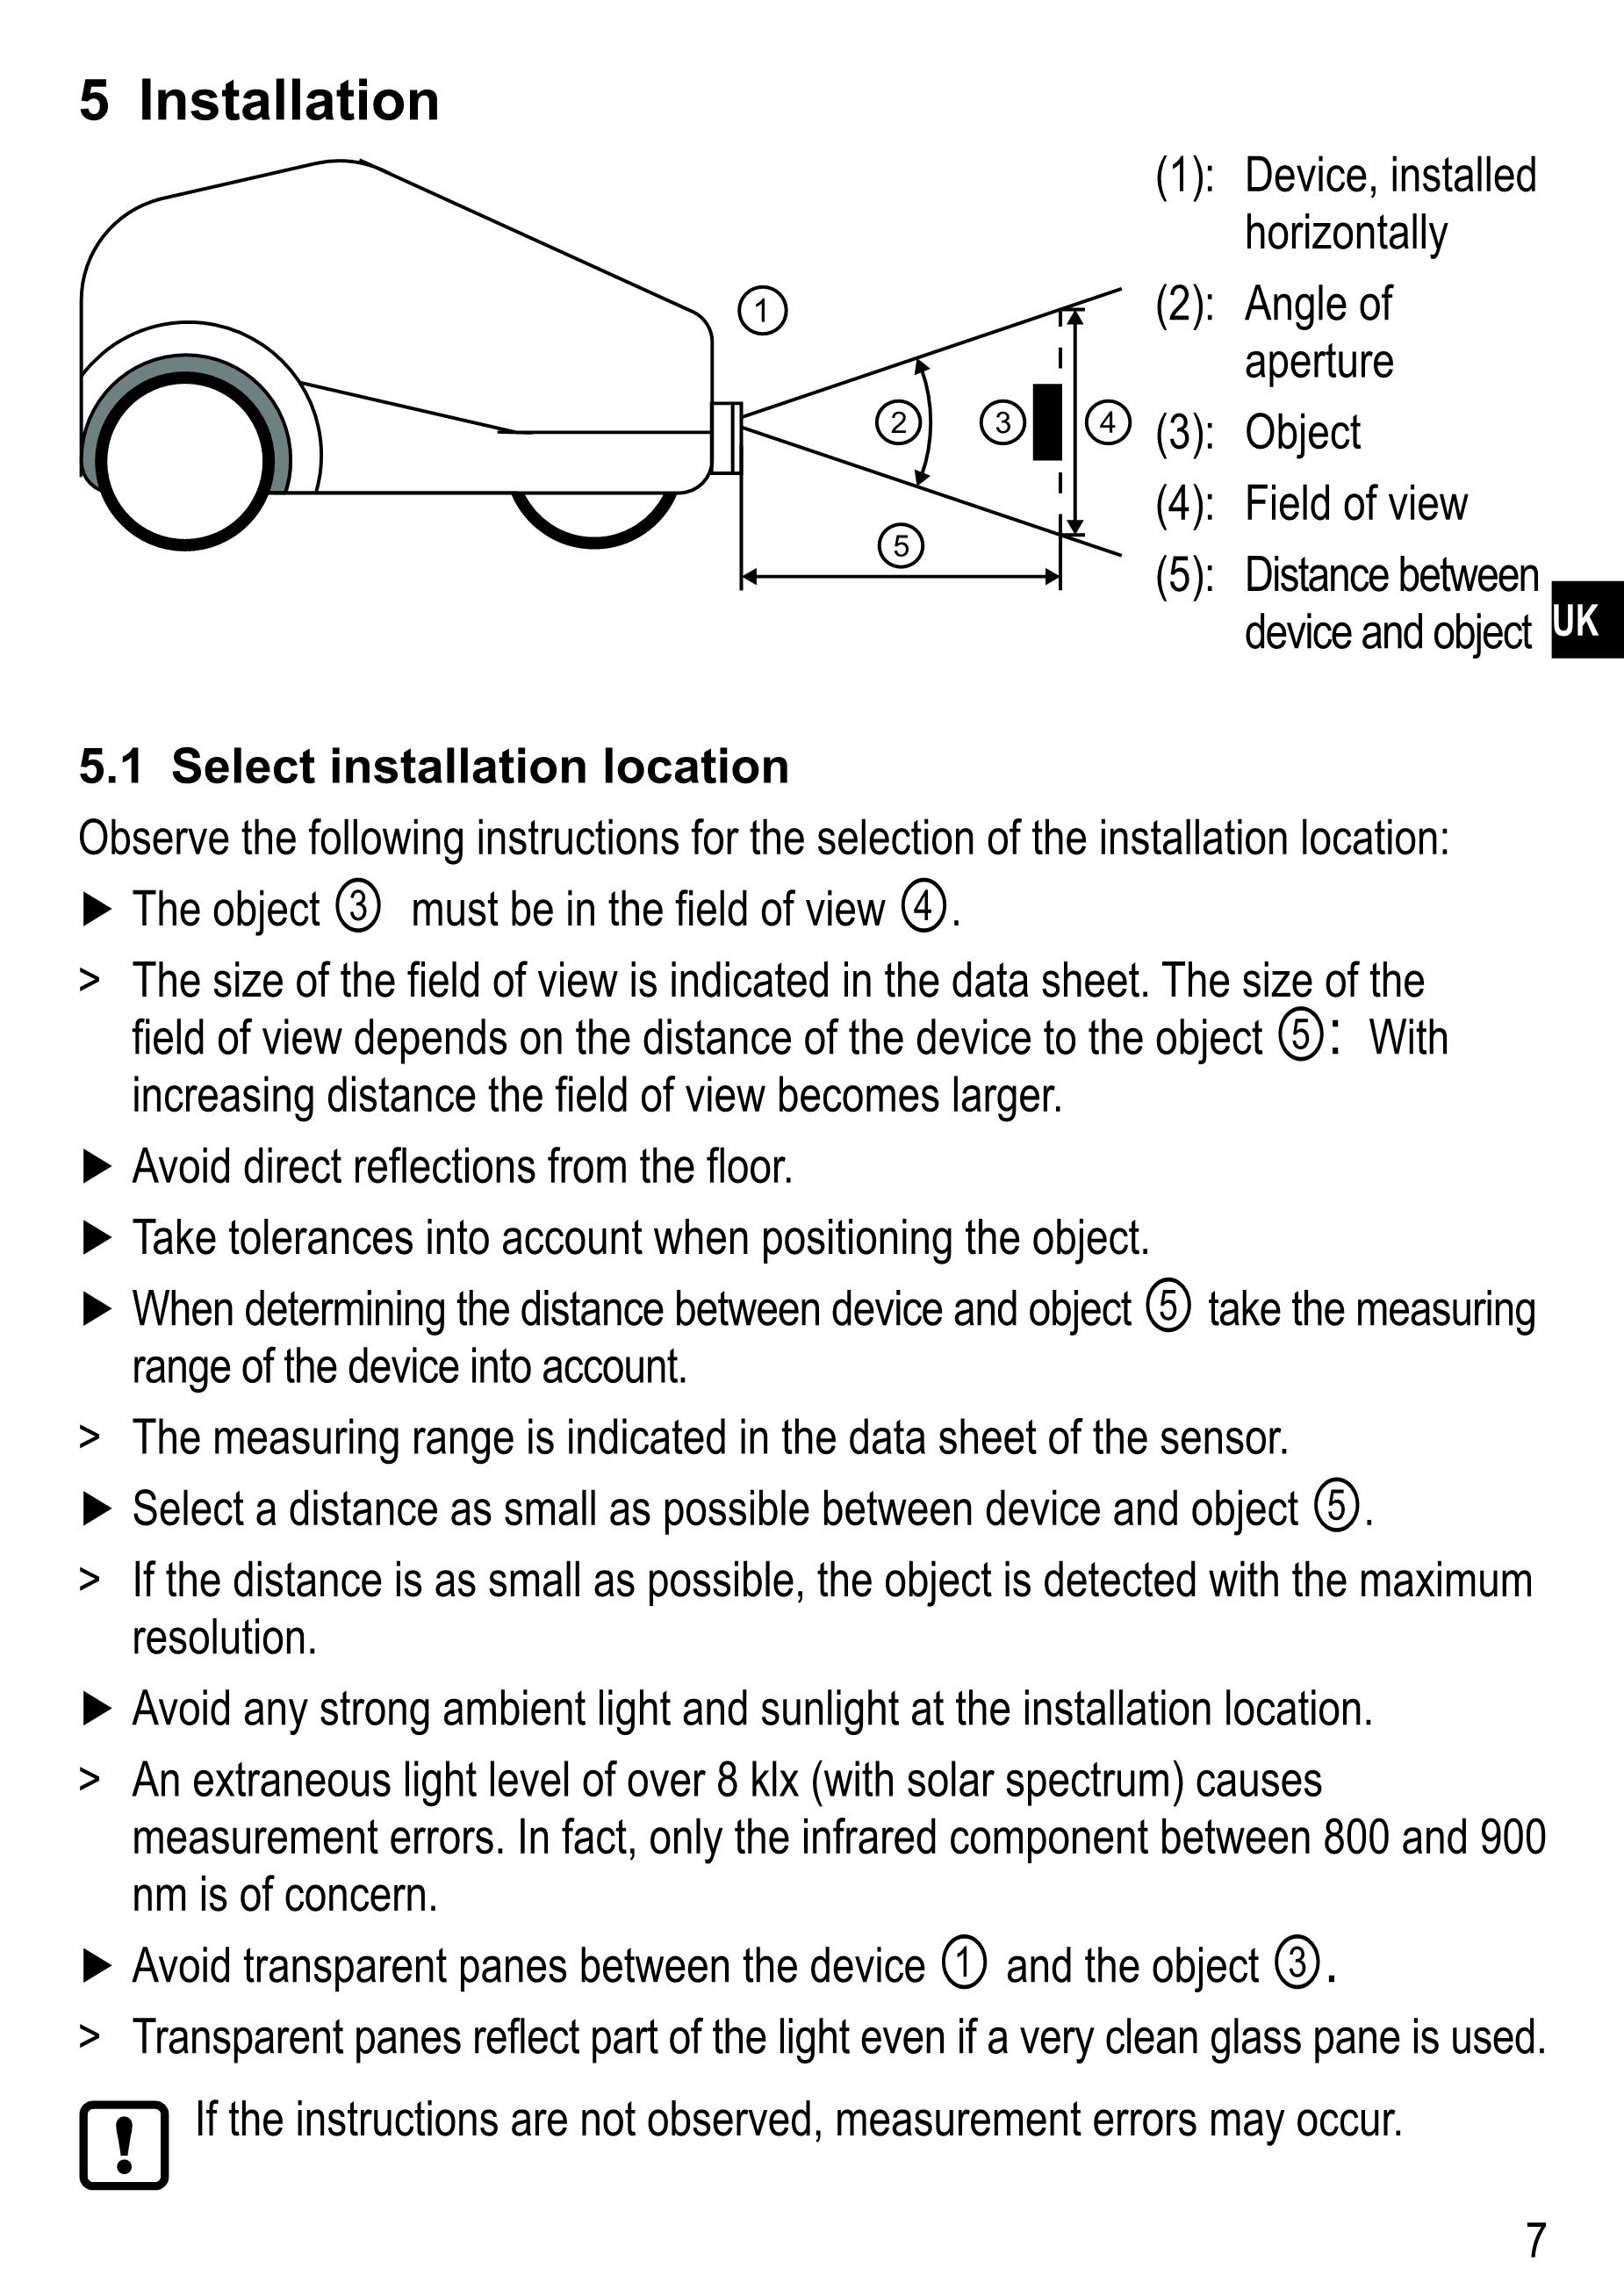 5 Installation
(1): Device, installed
horizontally
(2): Angle of
aperture
(3): Object
(4): Field of view
(5): Distance between
device and object
UK
1
2
3
4
5
5.1 Select installation location
Observe the following instructions for the selection of the installation location:
▶ The object ③ must be in the field of view ④.
> The size of the field of view is indicated in the data sheet. The size of the
field of view depends on the distance of the device to the object ⑤: With
increasing distance the field of view becomes larger.
▶ Avoid direct reflections from the floor.
▶ Take tolerances into account when positioning the object.
▶ When determining the distance between device and object ⑤ take the measuring
range of the device into account.
> The measuring range is indicated in the data sheet of the sensor.
▶ Select a distance as small as possible between device and object ⑤.
> If the distance is as small as possible, the object is detected with the maximum
resolution.
▶ Avoid any strong ambient light and sunlight at the installation location.
> An extraneous light level of over 8 klx (with solar spectrum) causes
measurement errors. In fact, only the infrared component between 800 and 900
nm is of concern.
▶ Avoid transparent panes between the device ① and the object ③.
> Transparent panes reflect part of the light even if a very clean glass pane is used.
! If the instructions are not observed, measurement errors may occur.
7